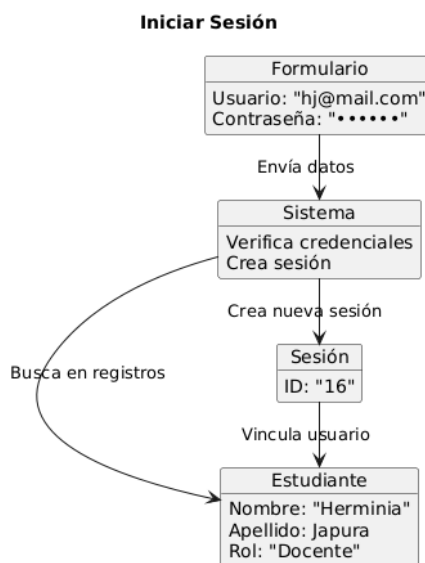 Iniciar Sesión
Formulario
Usuario: "hj@mail.com"
Contraseña: "••••••"
Envía datos
Sistema
Verifica credenciales
Crea sesión
Crea nueva sesión
Sesión
Busca en registros
ID: "16"
Vincula usuario
Estudiante
Nombre: "Herminia"
Apellido: Japura
Rol: "Docente"